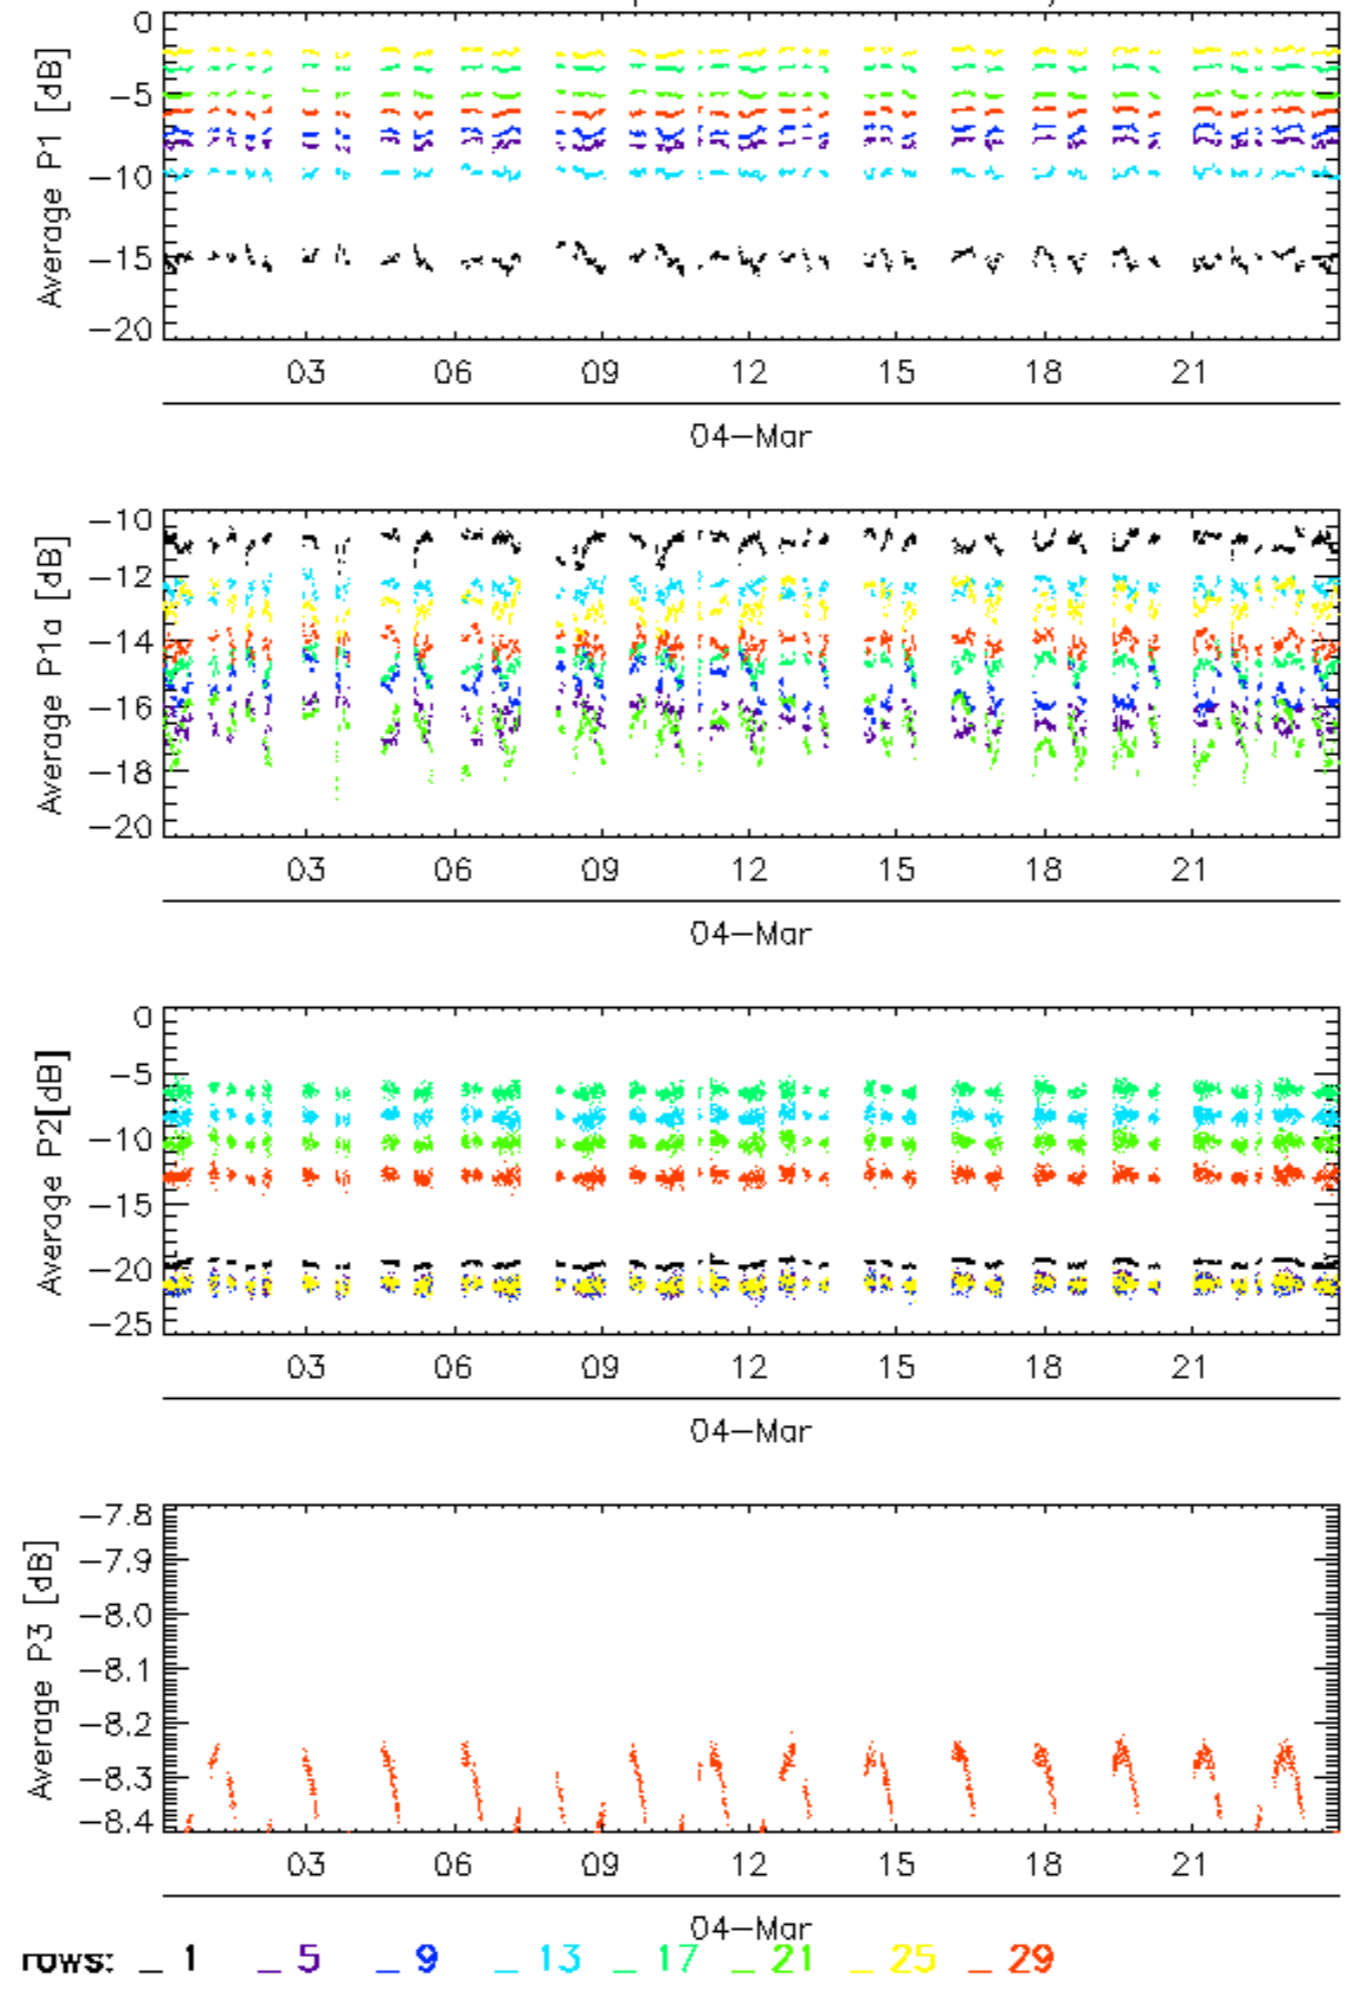 0
−5
−10
−15
−20
Average P1 [dB]
03 06 09 12 15 18 21
04−Mar
−10
−12
−14
−16
−18
−20
Average P1a [dB]
03 06 09 12 15 18 21
04−Mar
0
−5
−10
−15
−20
−25
Average P2[dB]
03 06 09 12 15 18 21
04−Mar
−7.8
−7.9
−8.0
−8.1
−8.2
−8.3
−8.4
Average P3 [dB]
03 06 09 12 15 18 21
04−Mar
rows: _ 1 _ 5 _ 9 _ 13 _ 17 _ 21 _ 25 _ 29